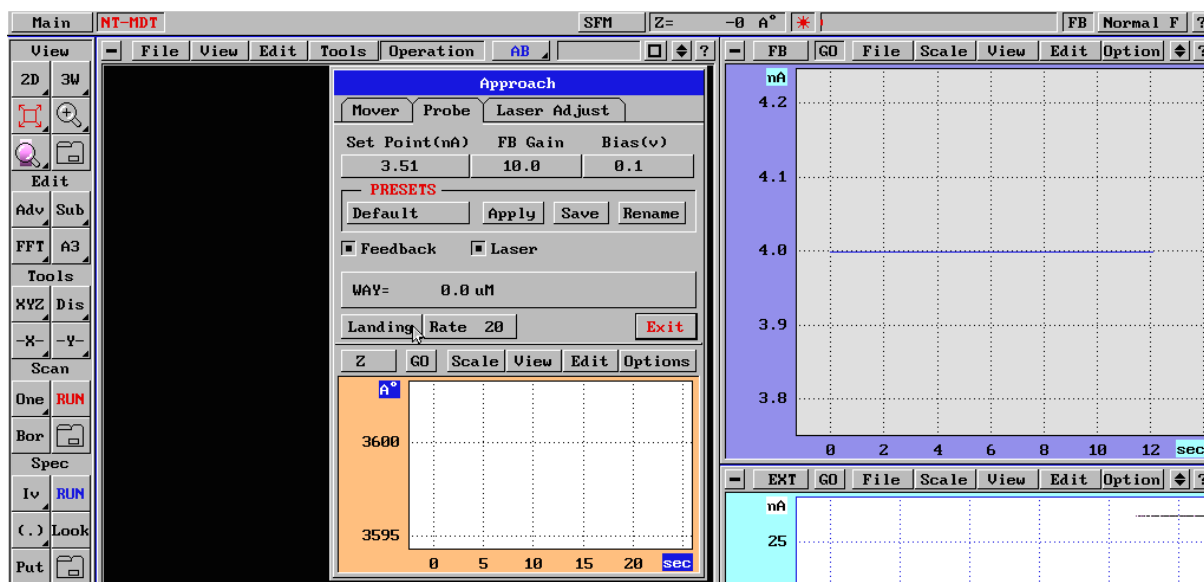 Main NT-MDT SFM Z= -0 A° FB Normal F ?
View
2D 3W
Edit
Adv Sub
FFT A3
Tools
XYZ Dis
-X- -Y-
Scan
One RUN
Bor
Spec
Iv RUN
(.) Look
Put
File View Edit Tools Operation AB ?
Approach
Mover Probe Laser Adjust
Set Point(nA) FB Gain Bias(v)
3.51 10.0 0.1
PRESETS
Default Apply Save Rename
Feedback Laser
WAY= 0.0 uM
Landing Rate 20 Exit
Z GO Scale View Edit Options
A°
3600
3595
0 5 10 15 20 sec
FB GO File Scale View Edit Option ?
nA
4.2
4.1
4.0
3.9
3.8
0 2 4 6 8 10 12 sec
EXT GO File Scale View Edit Option ?
nA
25